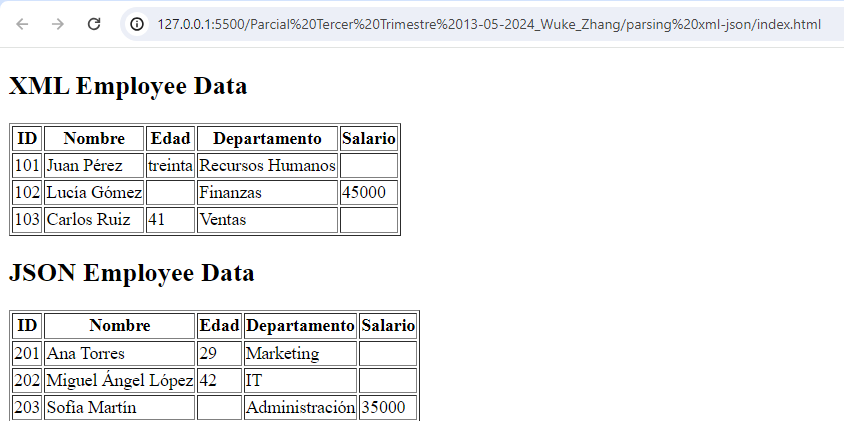 127.0.0.1:5500/Parcial%20Tercer%20Trimestre%2013-05-2024_Wuke_Zhang/parsing%20xml-json/index.html
XML Employee Data
ID Nombre Edad Departamento Salario
101 Juan Pérez treinta Recursos Humanos
102 Lucía Gómez Finanzas 45000
103 Carlos Ruiz 41 Ventas
JSON Employee Data
ID Nombre Edad Departamento Salario
201 Ana Torres 29 Marketing
202 Miguel Ángel López 42 IT
203 Sofía Martín Administración 35000